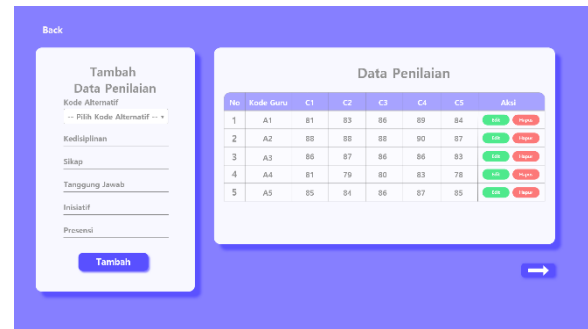 Back
Tambah
Data Penilaian
Kode Alternatif
-- Pilih Kode Alternatif --
Kedisiplinan
Sikap
Tanggung Jawab
Inisiatif
Presensi
Tambah
Data Penilaian
No Kode Guru C1 C2 C3 C4 C5 Aksi
1 A1 81 83 86 89 84 Edit Hapus
2 A2 88 88 88 90 87 Edit Hapus
3 A3 86 87 86 86 83 Edit Hapus
4 A4 81 79 80 83 78 Edit Hapus
5 A5 85 84 86 87 85 Edit Hapus